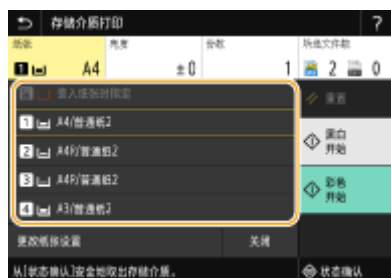 存储介质打印 ?
纸张 亮度 份数 所选文件数
1 A4 ±0 1 2 0
装入纸张时指定
1 A4/普通纸2
2 A4R/普通纸2
3 A4R/普通纸2
4 A3/普通纸2
重置
黑白
开始
彩色
开始
更改纸张设置 关闭
从[状态确认]安全地取出存储介质。 状态确认